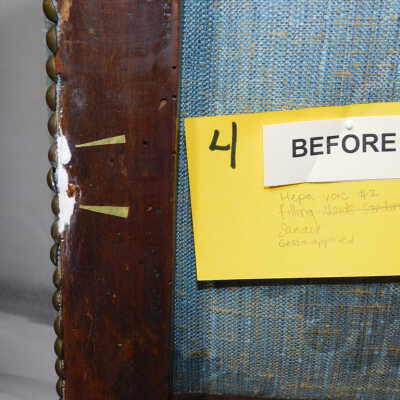 4
BEFORE
Hepa vac #2
filling
Sanded
Gesso applied